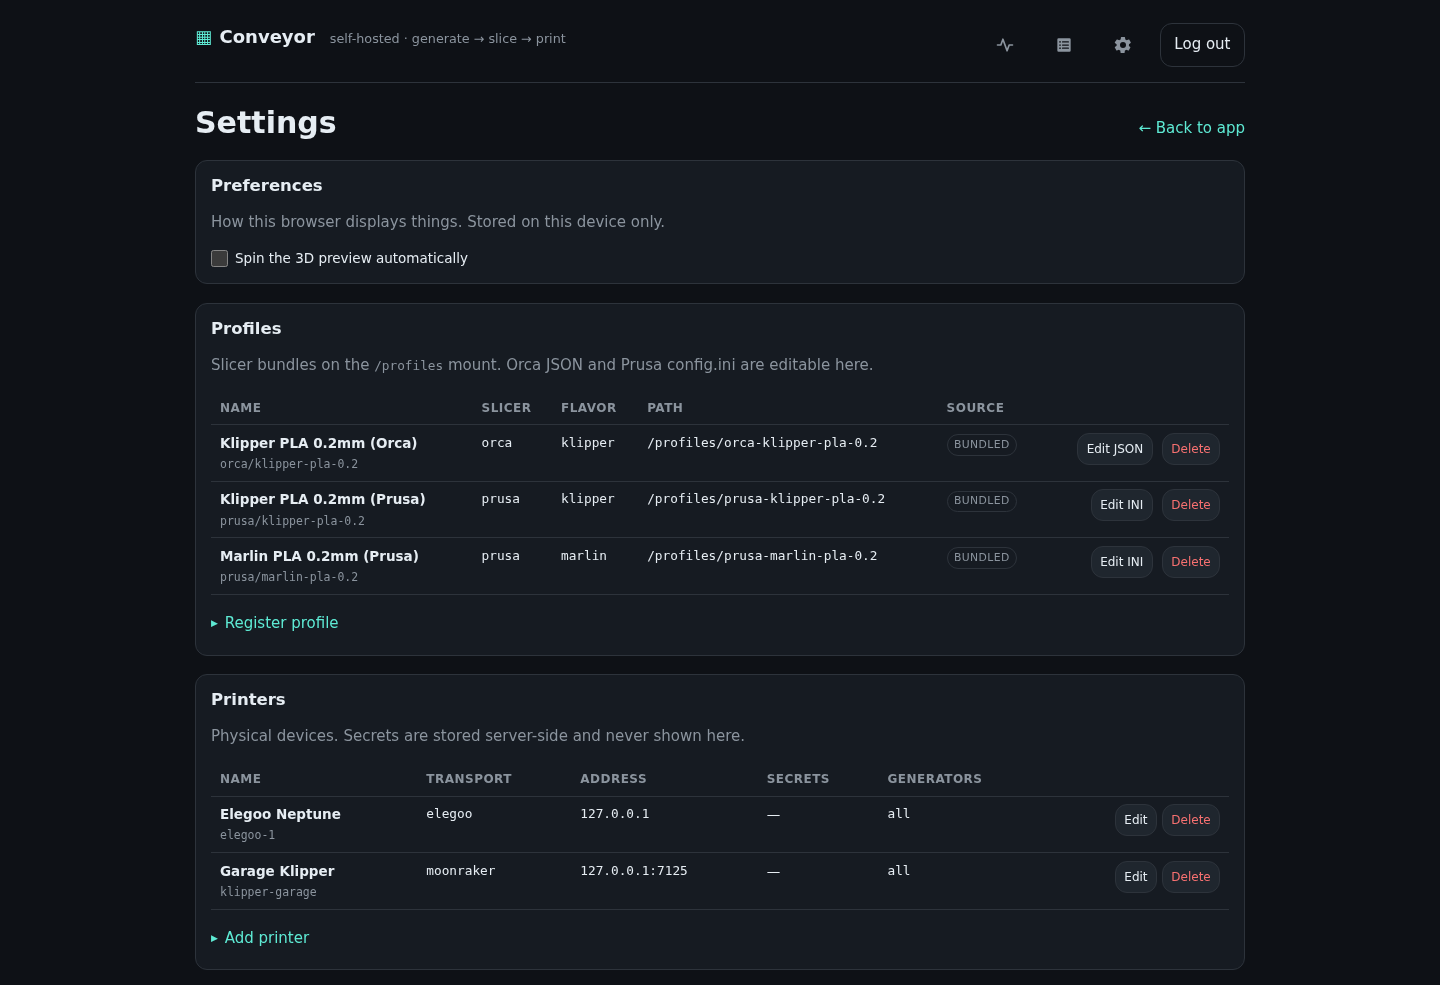 ▦ Conveyor self-hosted · generate → slice → print
Log out
Settings
← Back to app
Preferences
How this browser displays things. Stored on this device only.
Spin the 3D preview automatically
Profiles
Slicer bundles on the /profiles mount. Orca JSON and Prusa config.ini are editable here.
NAME SLICER FLAVOR PATH SOURCE
Klipper PLA 0.2mm (Orca) orca klipper /profiles/orca-klipper-pla-0.2 BUNDLED Edit JSON Delete
orca/klipper-pla-0.2
Klipper PLA 0.2mm (Prusa) prusa klipper /profiles/prusa-klipper-pla-0.2 BUNDLED Edit INI Delete
prusa/klipper-pla-0.2
Marlin PLA 0.2mm (Prusa) prusa marlin /profiles/prusa-marlin-pla-0.2 BUNDLED Edit INI Delete
prusa/marlin-pla-0.2
▸ Register profile
Printers
Physical devices. Secrets are stored server-side and never shown here.
NAME TRANSPORT ADDRESS SECRETS GENERATORS
Elegoo Neptune elegoo 127.0.0.1 — all Edit Delete
elegoo-1
Garage Klipper moonraker 127.0.0.1:7125 — all Edit Delete
klipper-garage
▸ Add printer